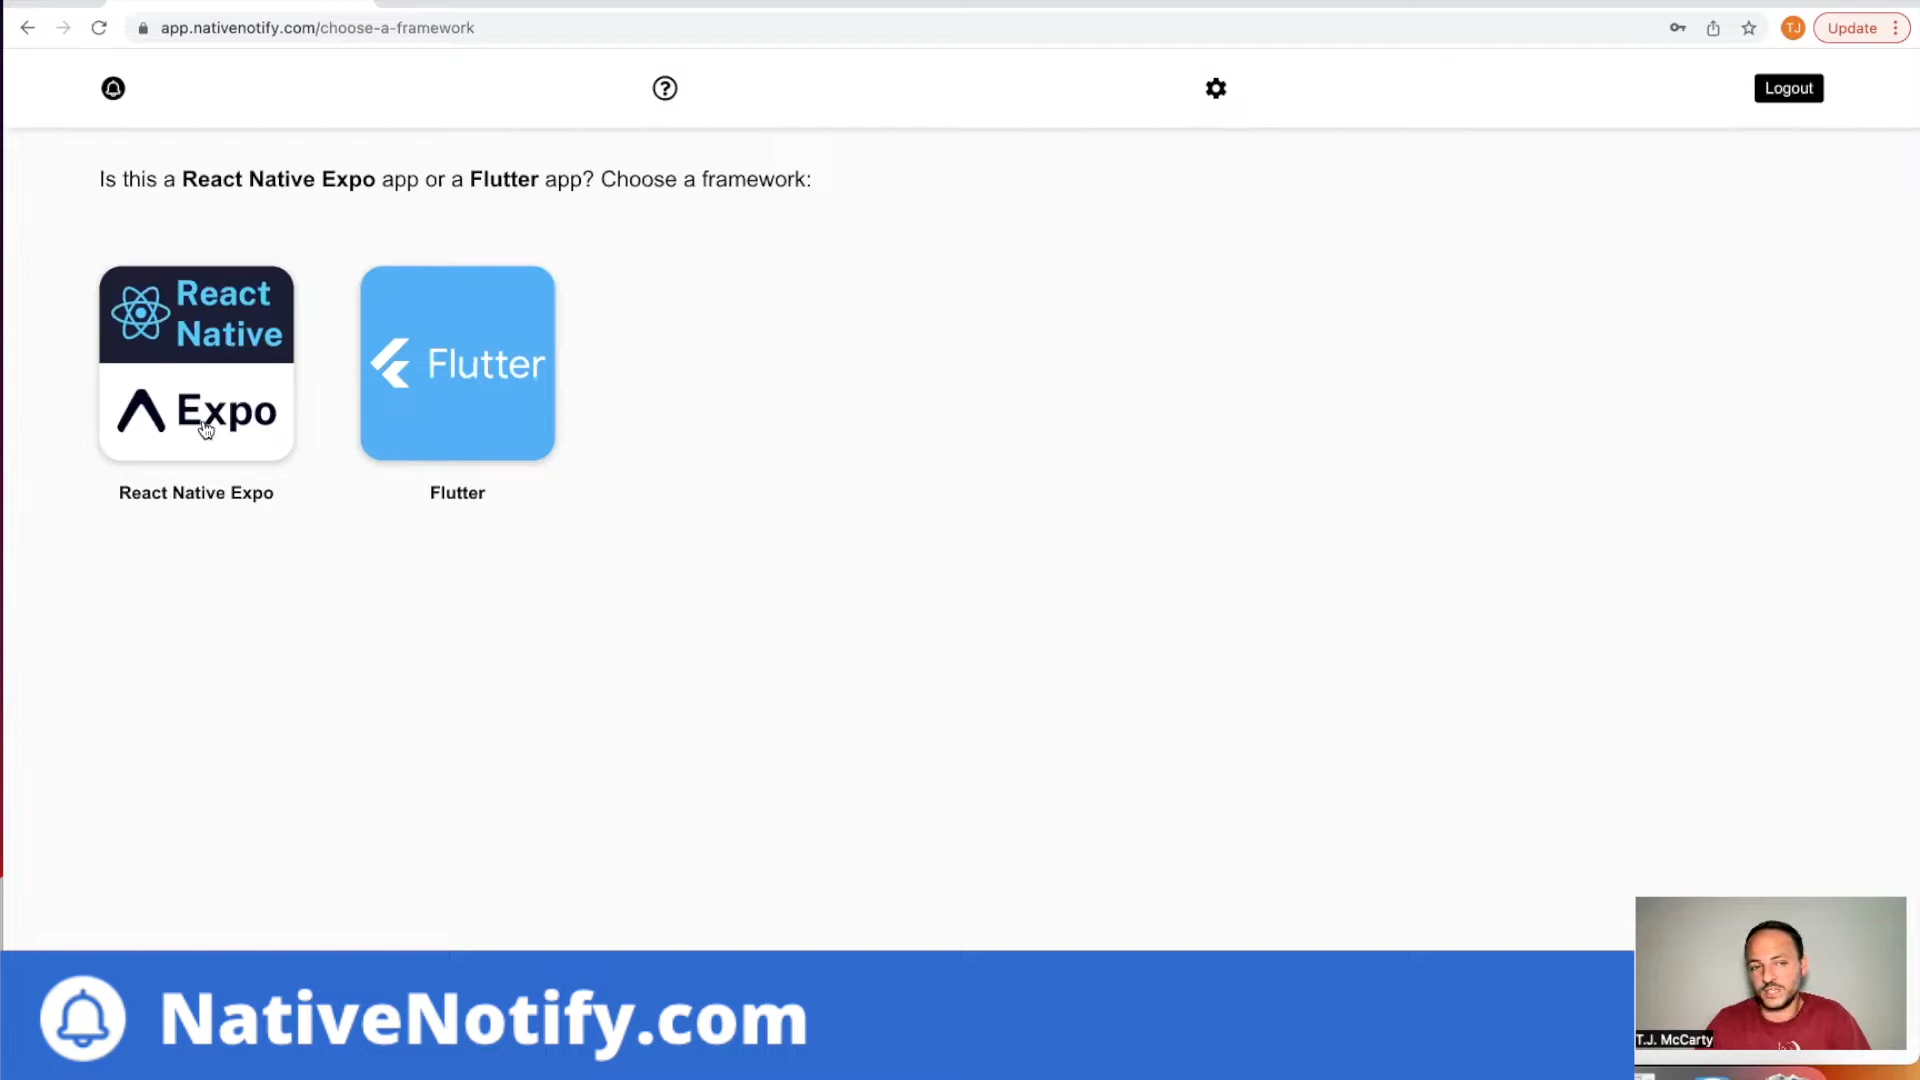 app.nativenotify.com/choose-a-framework
TJ
Update
Logout
Is this a React Native Expo app or a Flutter app? Choose a framework:
React
Native
Expo
Flutter
React Native Expo
Flutter
NativeNotify.com
T.J. McCarty